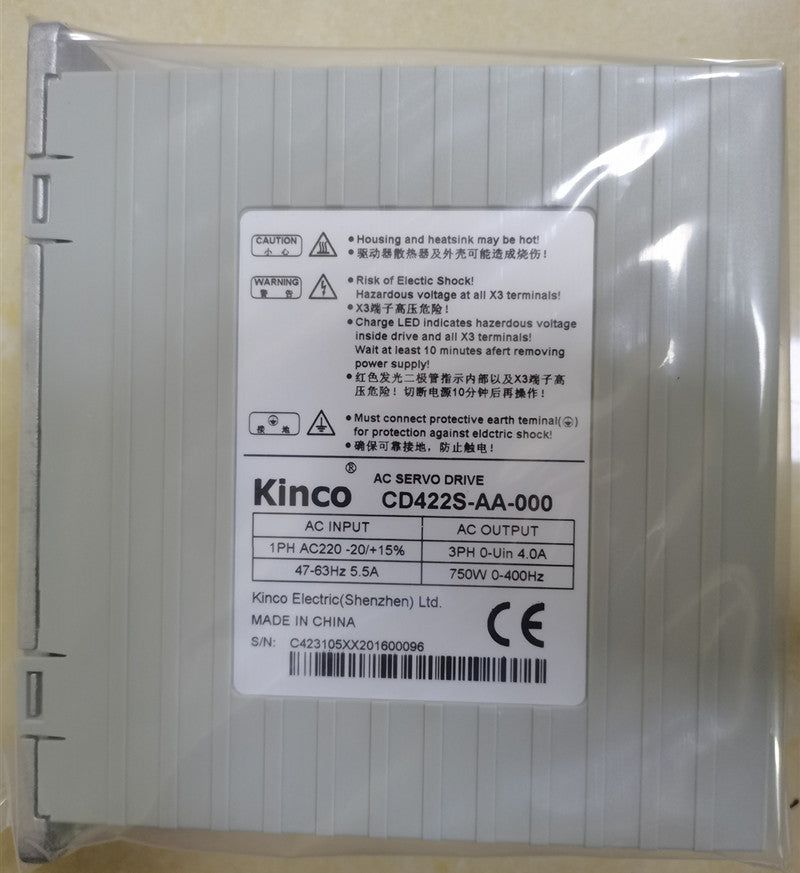 CAUTION
小 心
• Housing and heatsink may be hot!
• 驱动器散热器及外壳可能造成烧伤！
WARNING
警 告
• Risk of Electic Shock!
Hazardous voltage at all X3 terminals!
• X3端子高压危险！
• Charge LED indicates hazerdous voltage
inside drive and all X3 terminals!
Wait at least 10 minutes afert removing
power supply!
• 红色发光二极管指示内部以及X3端子高
压危险！切断电源10分钟后再操作！
接 地
• Must connect protective earth teminal(⏚)
for protection against eldctric shock!
• 确保可靠接地，防止触电！
Kinco® AC SERVO DRIVE
CD422S-AA-000
AC INPUT AC OUTPUT
1PH AC220 -20/+15% 3PH 0-Uin 4.0A
47-63Hz 5.5A 750W 0-400Hz
Kinco Electric(Shenzhen) Ltd.
MADE IN CHINA
CE
S/N: C423105XX201600096